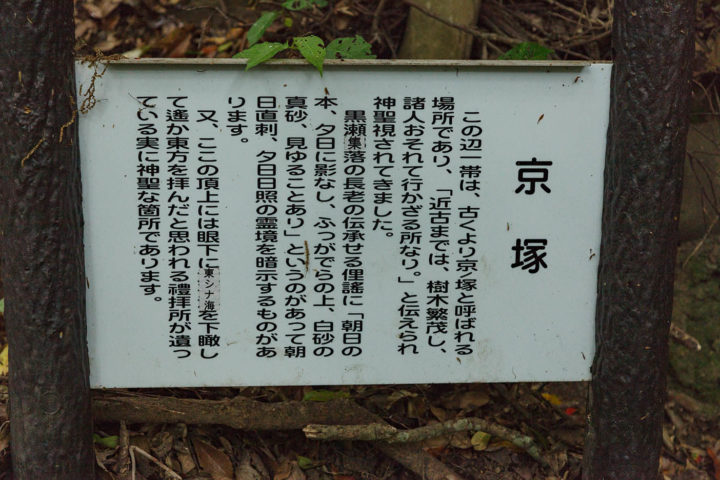 京塚
この辺一帯は、古くより京塚と呼ばれる
場所であり、「近古までは、樹木繁茂し、
諸人おそれて行かざる所なり。」と伝えられ
神聖視されてきました。
黒瀬集落の長老の伝承せる俚謡に「朝日の
本、夕日に影なし、ふつがでらの上、白砂の
真砂、見ゆることあり」というのがあって朝
日直刺、夕日日照の霊境を暗示するものがあ
ります。
又、ここの頂上には眼下に東シナ海を下瞰し
て遙か東方を拝んだと思われる禮拝所が遺っ
ている実に神聖な箇所であります。